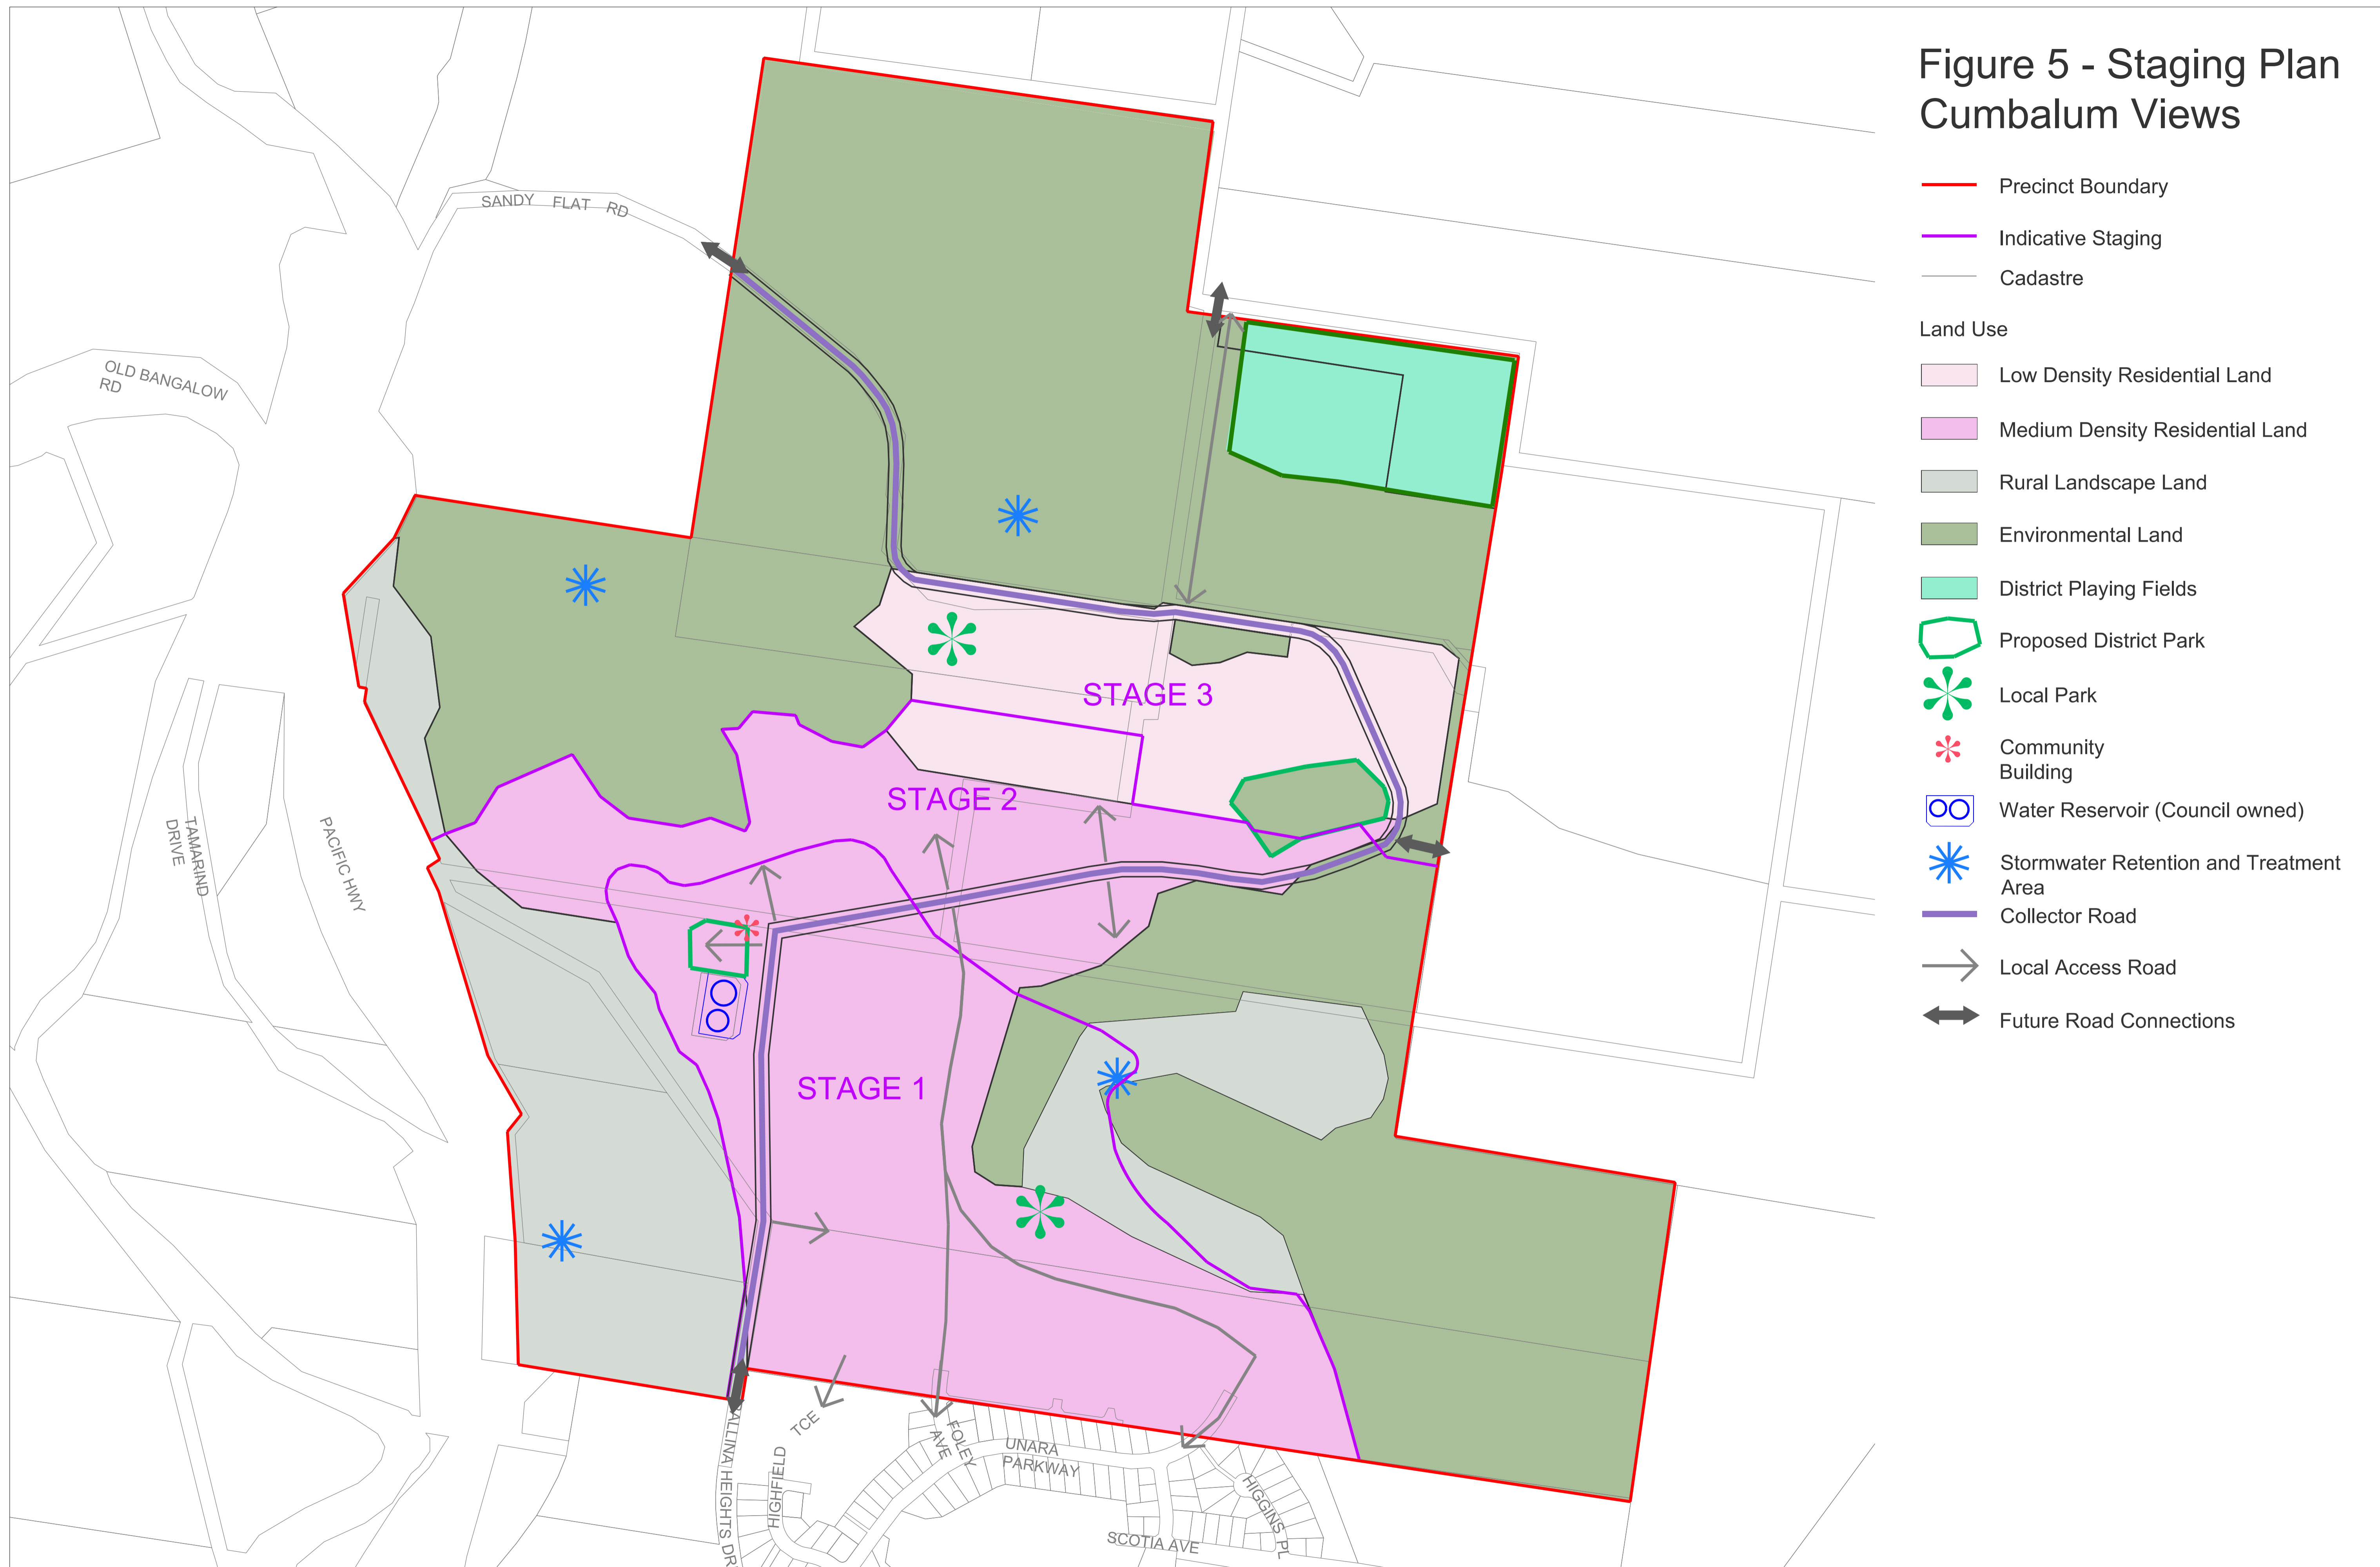 Figure 5 - Staging Plan
Cumbalum Views
Precinct Boundary
Indicative Staging
Cadastre
Land Use
Low Density Residential Land
Medium Density Residential Land
Rural Landscape Land
Environmental Land
District Playing Fields
Proposed District Park
Local Park
Community
Building
Water Reservoir (Council owned)
Stormwater Retention and Treatment
Area
Collector Road
Local Access Road
Future Road Connections
SANDY FLAT RD
OLD BANGALOW
RD
TAMARIND
DRIVE
PACIFIC HWY
STAGE 3
STAGE 2
STAGE 1
BALLINA HEIGHTS DR
HIGHFIELD TCE
FOLEY
AVE
UNARA
PARKWAY
HIGGINS PL
SCOTIA AVE